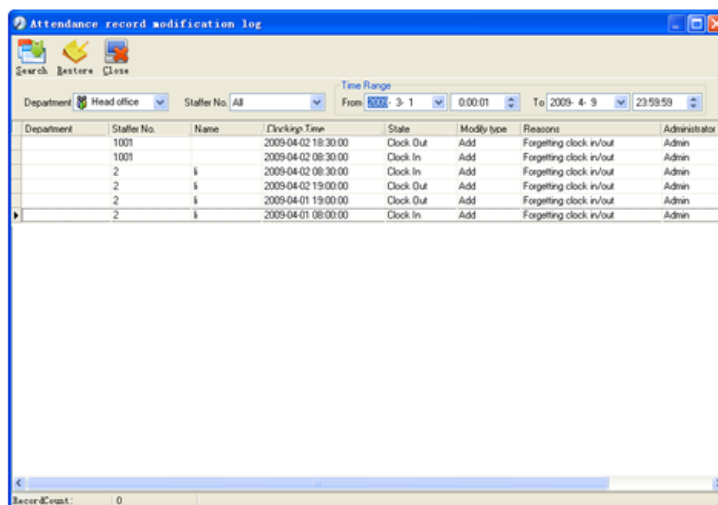 Attendance record modification log
Search Restore Close
Time Range
Department Head office Staffer No. All From - 3- 1 0:00:01 To 2009- 4- 9 23:59:59
Department Staffer No. Name Clocking Time State Modify type Reasons Administrator
1001 2009-04-02 18:30:00 Clock Out Add Forgetting clock in/out Admin
1001 2009-04-02 08:30:00 Clock In Add Forgetting clock in/out Admin
2 li 2009-04-02 08:30:00 Clock In Add Forgetting clock in/out Admin
2 li 2009-04-02 19:00:00 Clock Out Add Forgetting clock in/out Admin
2 li 2009-04-01 19:00:00 Clock Out Add Forgetting clock in/out Admin
2 li 2009-04-01 08:00:00 Clock In Add Forgetting clock in/out Admin
RecordCount: 0